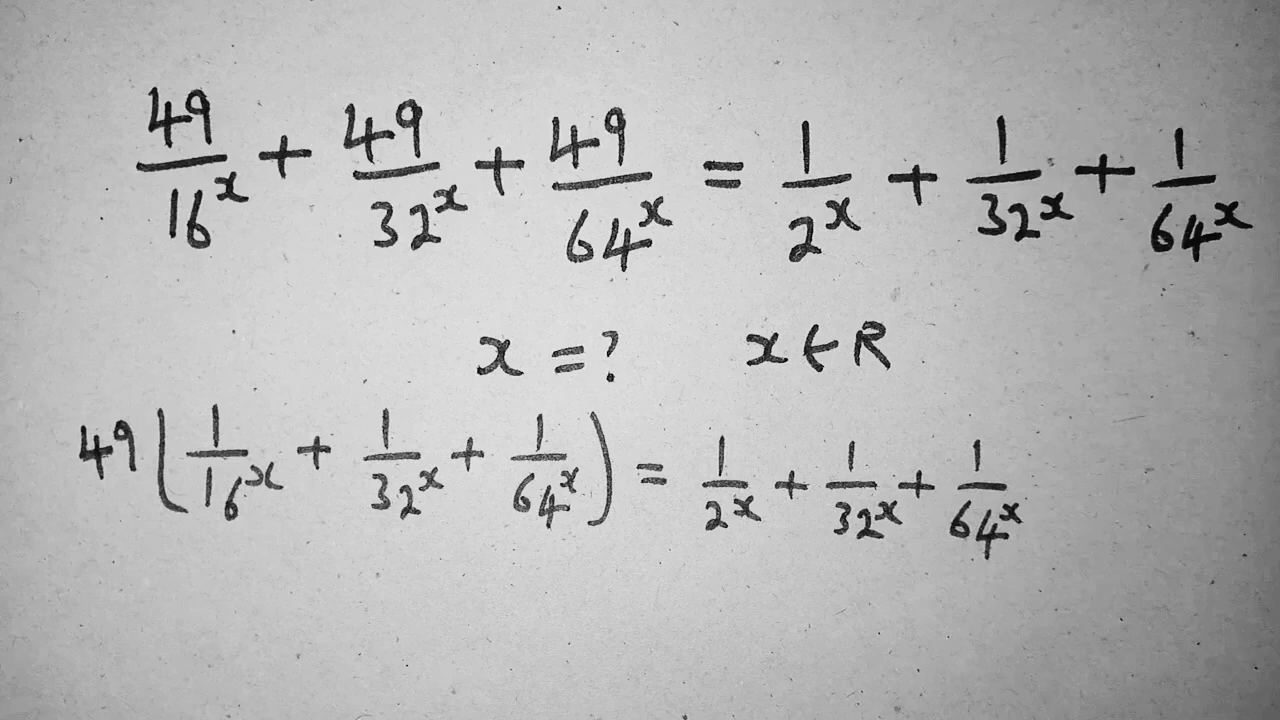 49/16^x + 49/32^x + 49/64^x = 1/2^x + 1/32^x + 1/64^x
x = ? x ∈ R
49(1/16^x + 1/32^x + 1/64^x) = 1/2^x + 1/32^x + 1/64^x